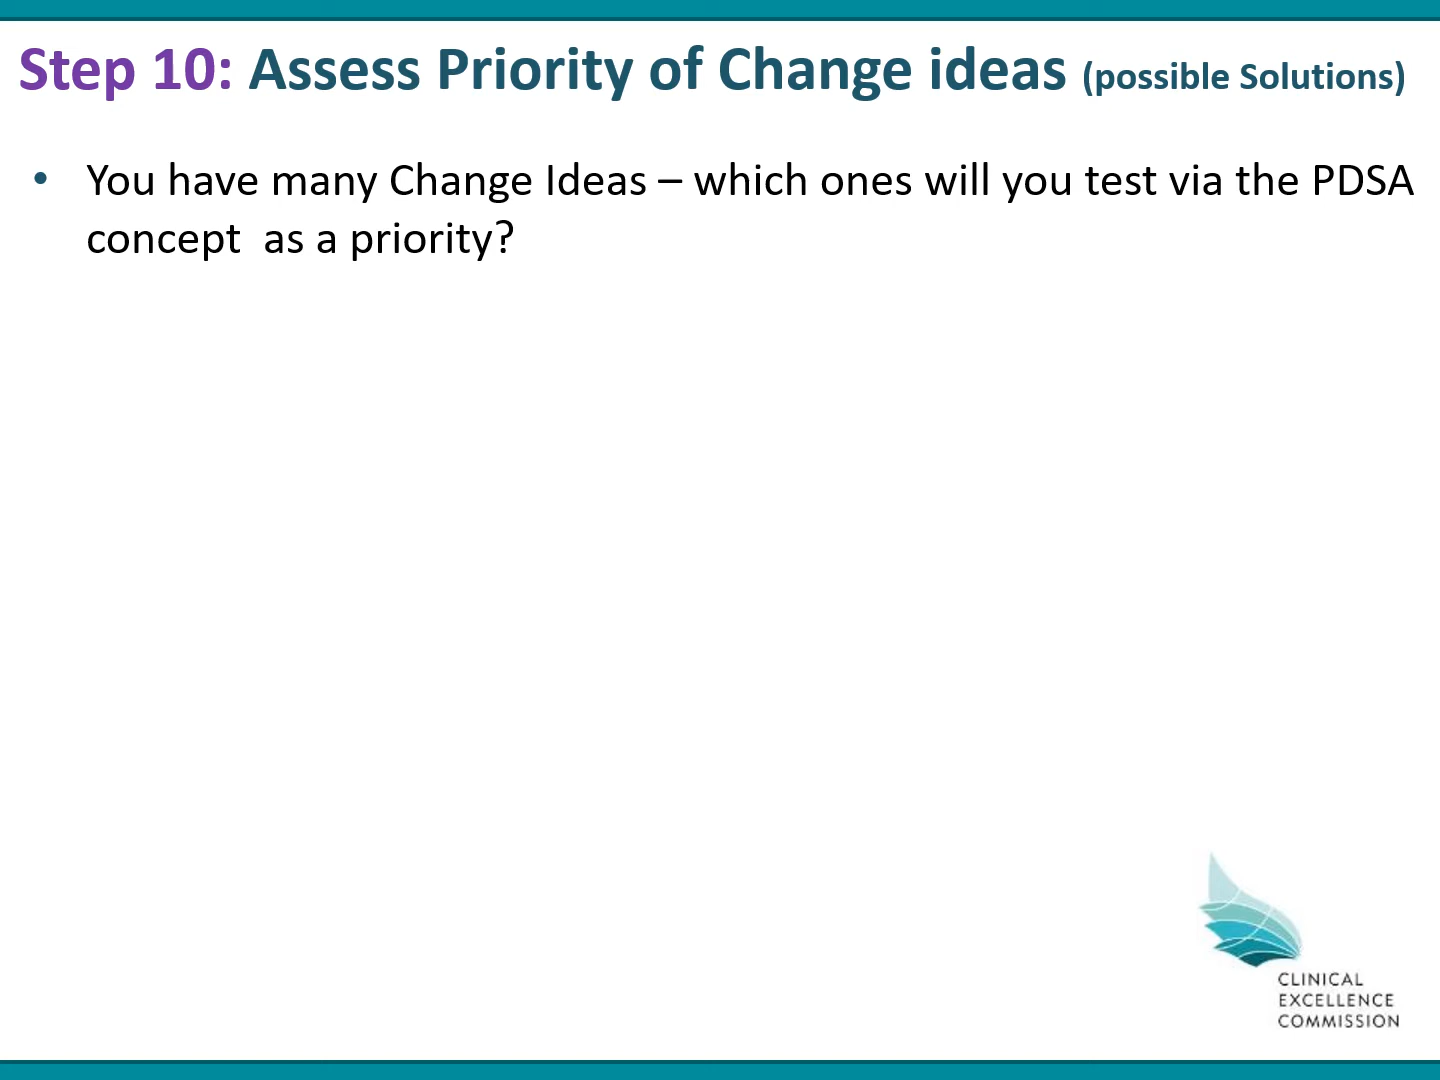 Step 10: Assess Priority of Change ideas (possible Solutions)
• You have many Change Ideas – which ones will you test via the PDSA
concept  as a priority?
CLINICAL
EXCELLENCE
COMMISSION